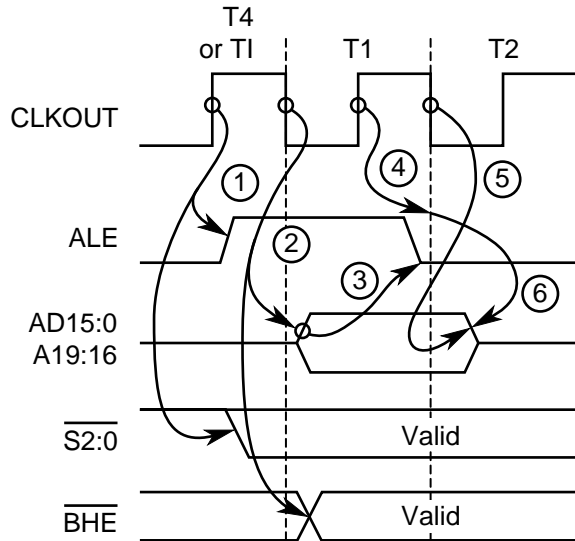 T4
or TI
T1
T2
CLKOUT
1
4
5
ALE
2
3
6
AD15:0
A19:16
S2:0
Valid
BHE
Valid